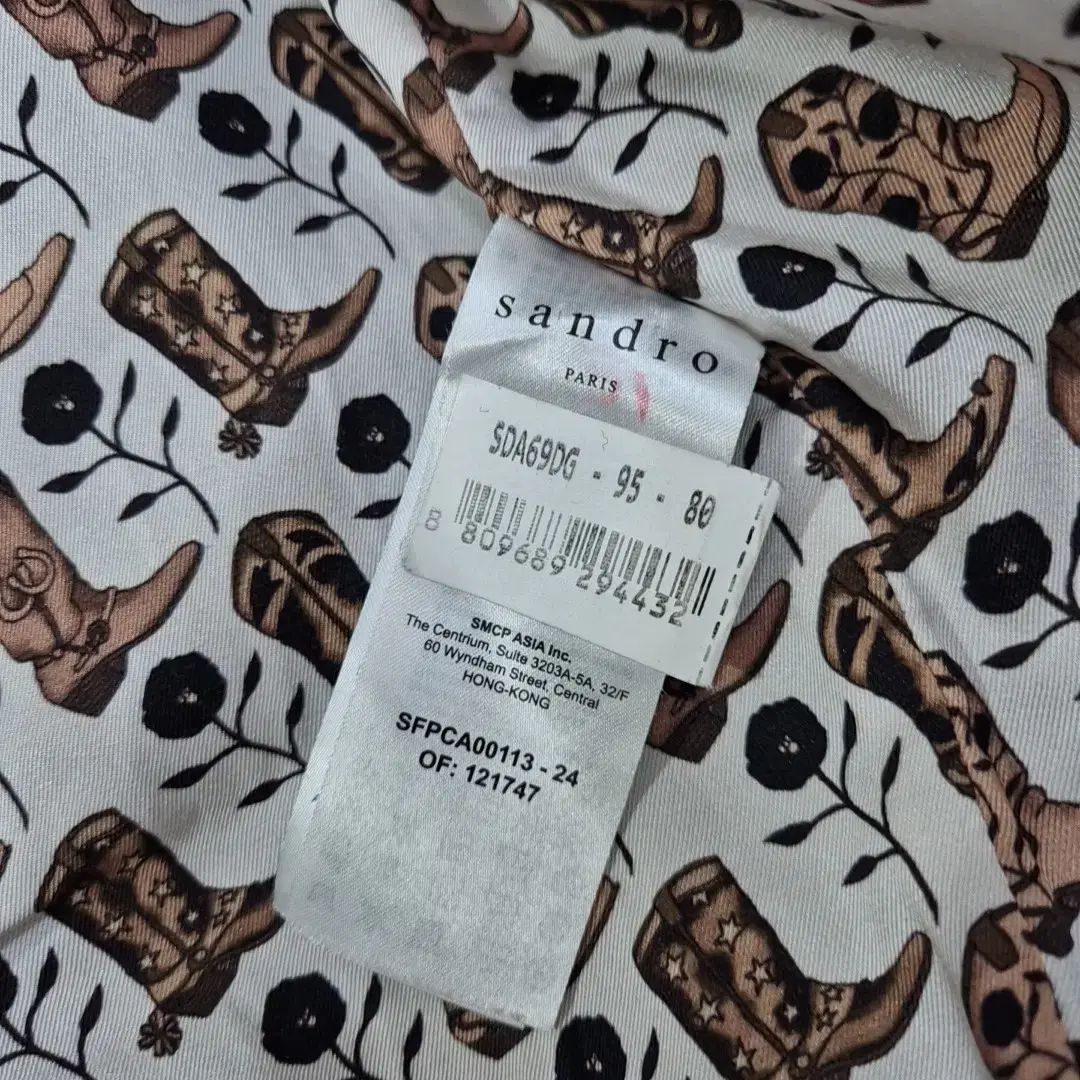 sandro
PARIS
SDA69DG - 95 - 80
8 809689 294432
SMCP ASIA Inc.
The Centrium, Suite 3203A-5A, 32/F
60 Wyndham Street, Central
HONG-KONG
SFPCA00113 - 24
OF: 121747